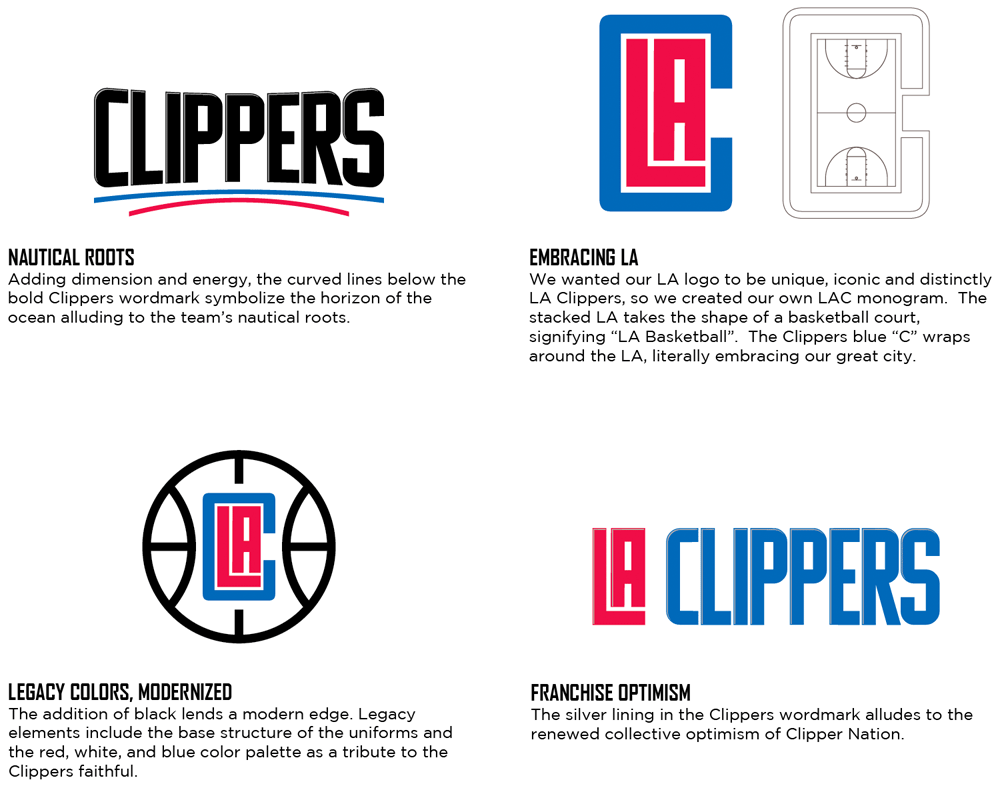 CLIPPERS
NAUTICAL ROOTS
Adding dimension and energy, the curved lines below the
bold Clippers wordmark symbolize the horizon of the
ocean alluding to the team’s nautical roots.
LA C
EMBRACING LA
We wanted our LA logo to be unique, iconic and distinctly
LA Clippers, so we created our own LAC monogram.  The
stacked LA takes the shape of a basketball court,
signifying “LA Basketball”.  The Clippers blue “C” wraps
around the LA, literally embracing our great city.
LA C
LEGACY COLORS, MODERNIZED
The addition of black lends a modern edge. Legacy
elements include the base structure of the uniforms and
the red, white, and blue color palette as a tribute to the
Clippers faithful.
LA CLIPPERS
FRANCHISE OPTIMISM
The silver lining in the Clippers wordmark alludes to the
renewed collective optimism of Clipper Nation.